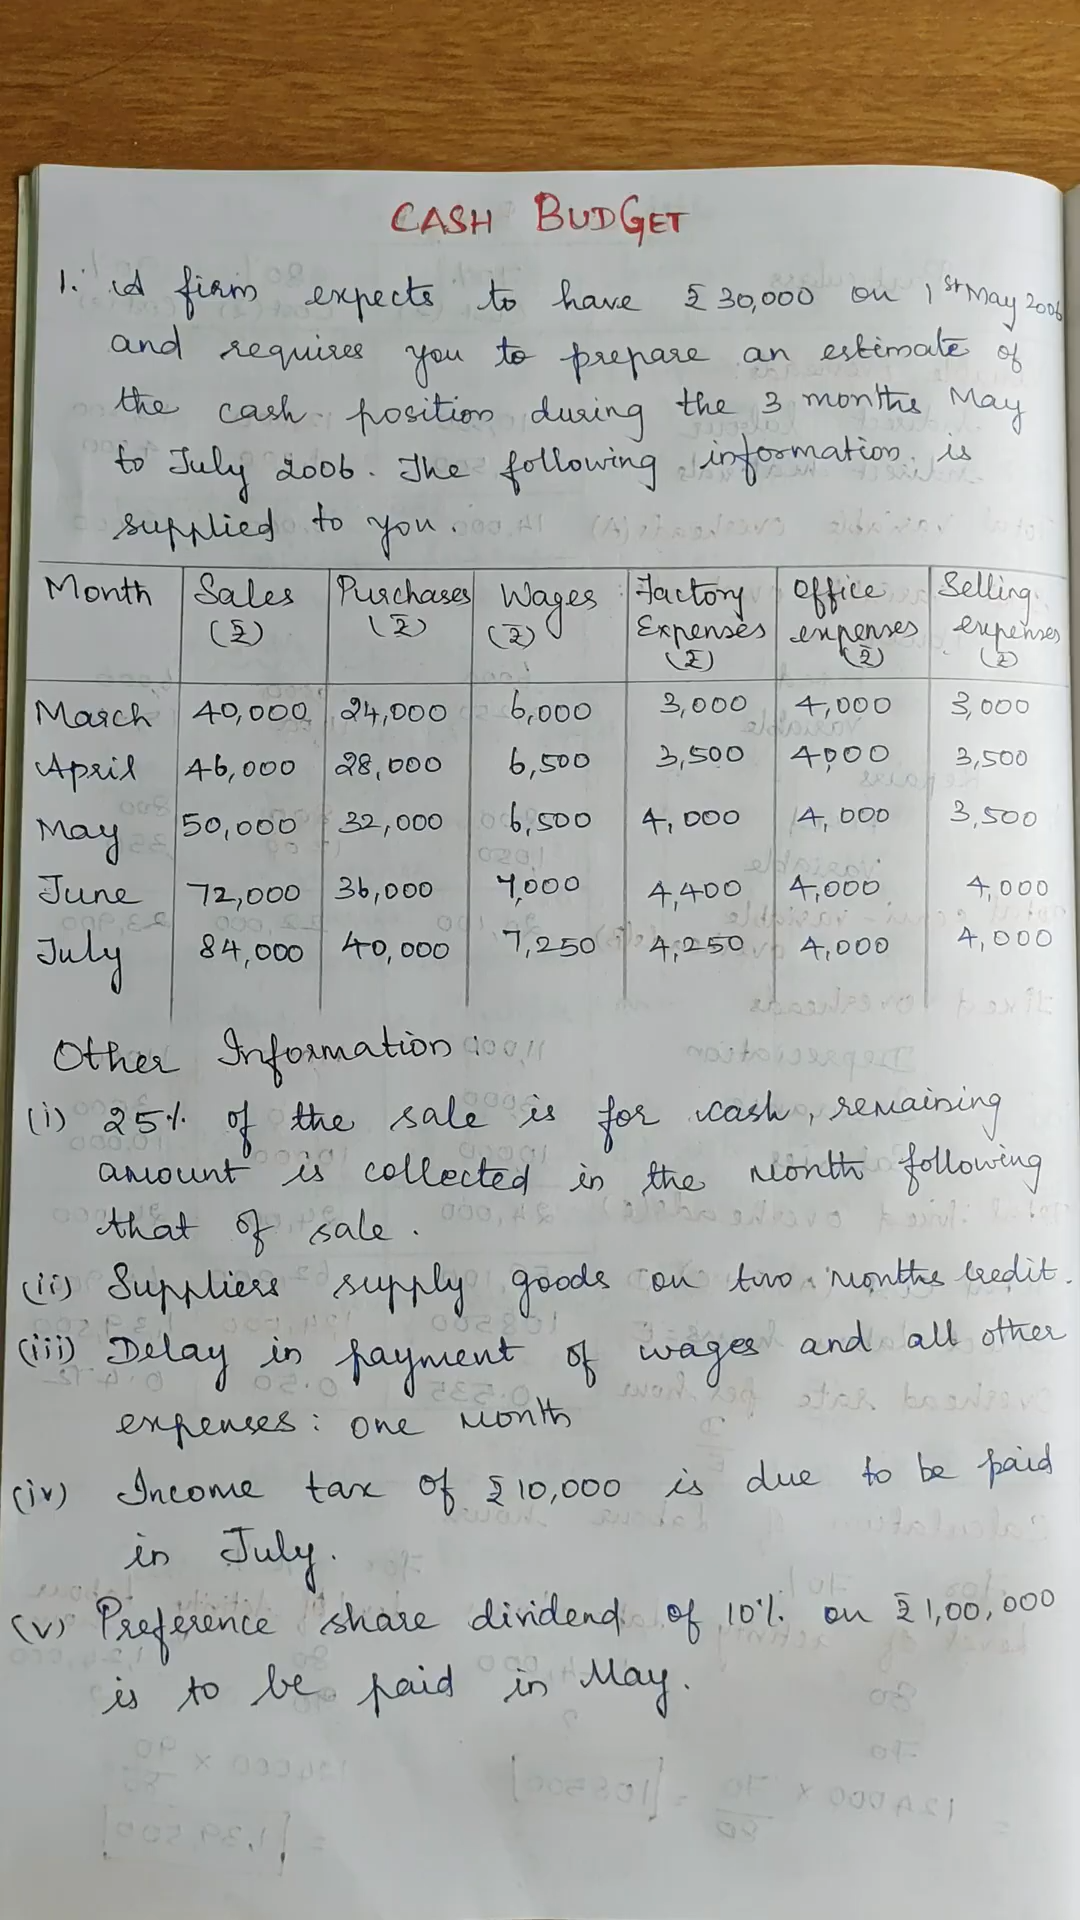 CASH BUDGET
1. A firm expects to have ₹ 30,000 on 1st May 2006
and requires you to prepare an estimate of
the cash position during the 3 months May
to July 2006. The following information is
supplied to you.
Month Sales (₹) Purchases (₹) Wages (₹) Factory Expenses (₹) Office expenses (₹) Selling expenses (₹)
March 40,000 24,000 6,000 3,000 4,000 3,000
April 46,000 28,000 6,500 3,500 4000 3,500
May 50,000 32,000 6,500 4,000 4,000 3,500
June 72,000 36,000 7,000 4,400 4,000 4,000
July 84,000 40,000 7,250 4,250 4,000 4,000
Other Information:
(i) 25% of the sale is for cash, remaining
amount is collected in the month following
that of sale.
(ii) Suppliers supply goods on two months credit.
(iii) Delay in payment of wages and all other
expenses: one month
(iv) Income tax of ₹ 10,000 is due to be paid
in July.
(v) Preference share dividend of 10% on ₹ 1,00,000
is to be paid in May.